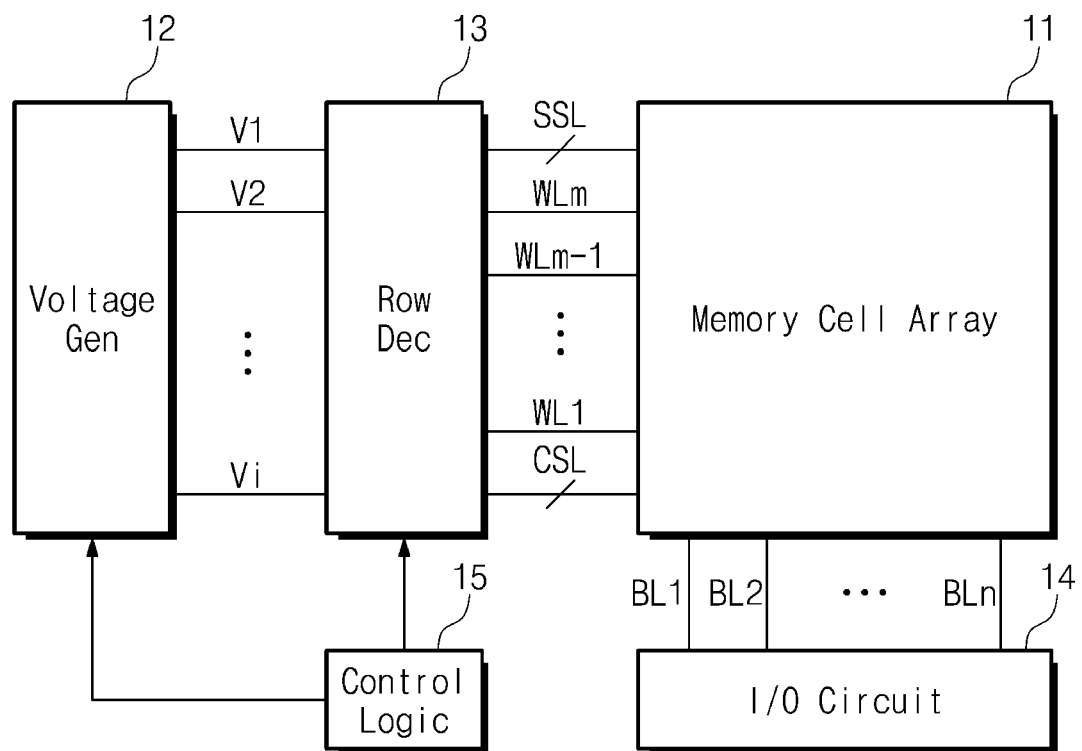 12
13
11
V1
SSL
V2
WLm
WLm-1
Voltage
Gen
Row
Dec
Memory Cell Array
WL1
Vi
CSL
15
BL1
BL2
BLn
14
Control
Logic
I/O Circuit